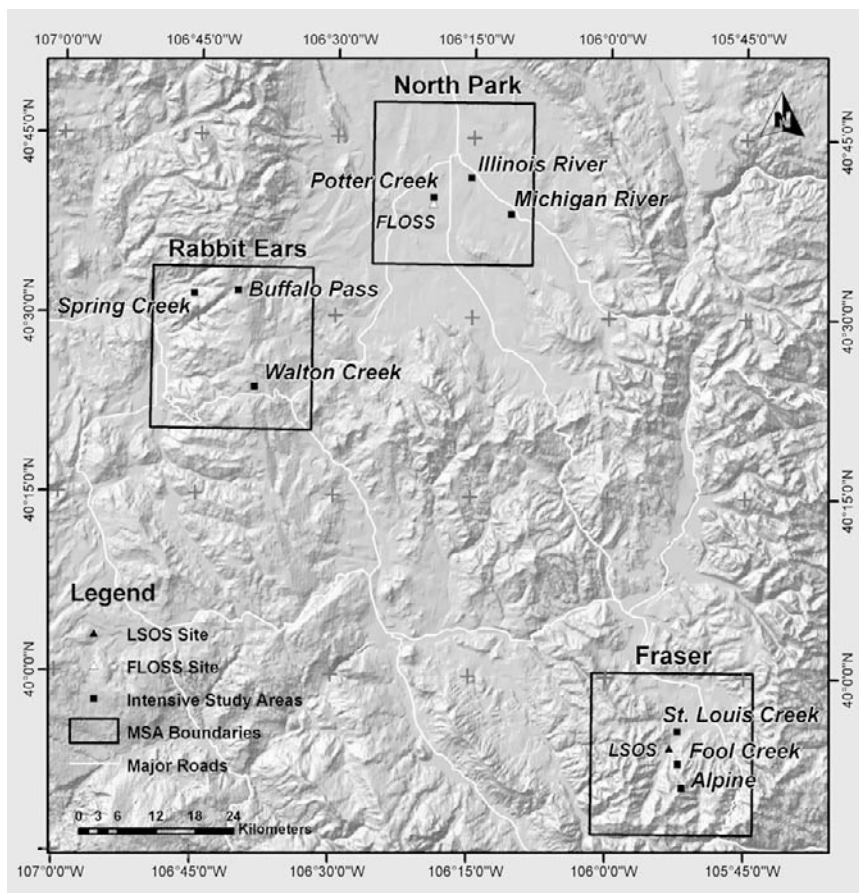 107°0'0"W 106°45'0"W 106°30'0"W 106°15'0"W 106°0'0"W 105°45'0"W
North Park
N
40°45'0"N
40°45'0"N
Illinois River
Potter Creek
Michigan River
FLOSS
Rabbit Ears
Buffalo Pass
Spring Creek
40°30'0"N
40°30'0"N
Walton Creek
40°15'0"N
40°15'0"N
Legend
LSOS Site
FLOSS Site
Intensive Study Areas
MSA Boundaries
Major Roads
0 3 6 12 18 24
Kilometers
40°0'0"N
40°0'0"N
Fraser
St. Louis Creek
LSOS
Fool Creek
Alpine
107°0'0"W 106°45'0"W 106°30'0"W 106°15'0"W 106°0'0"W 105°45'0"W